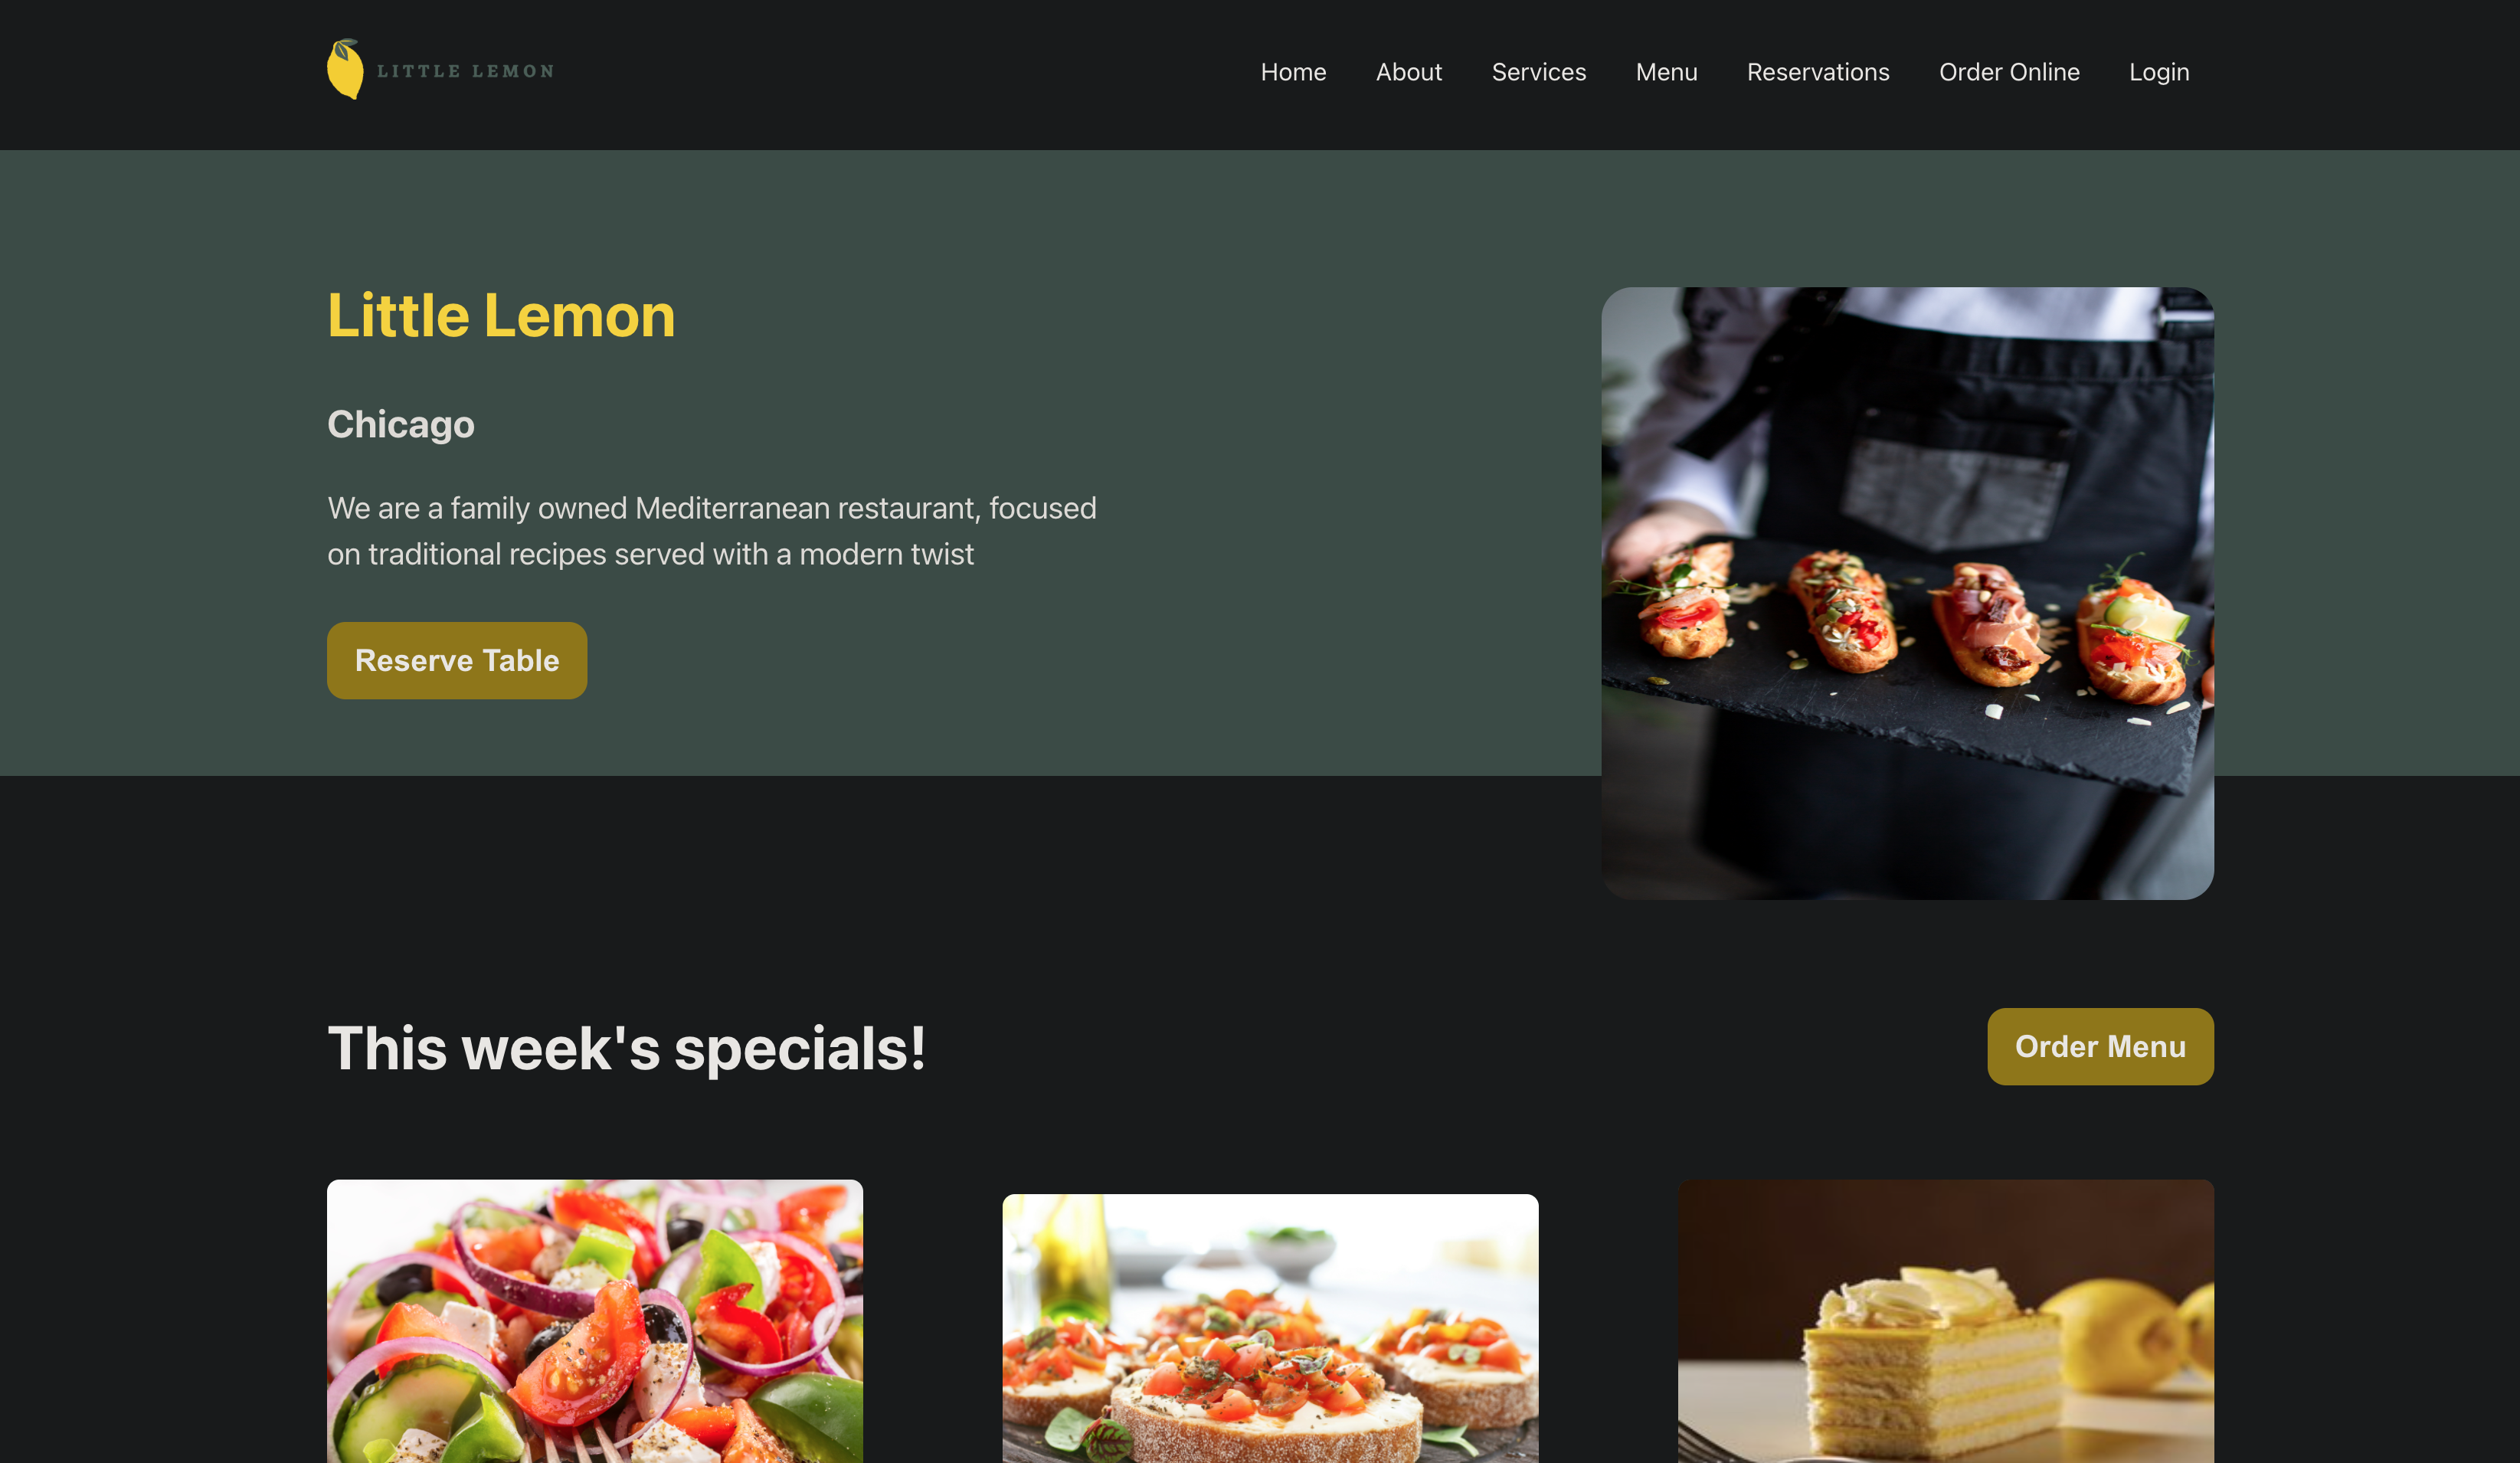 LITTLE LEMON
Home About Services Menu Reservations Order Online Login
Little Lemon
Chicago
We are a family owned Mediterranean restaurant, focused
on traditional recipes served with a modern twist
Reserve Table
This week's specials!
Order Menu